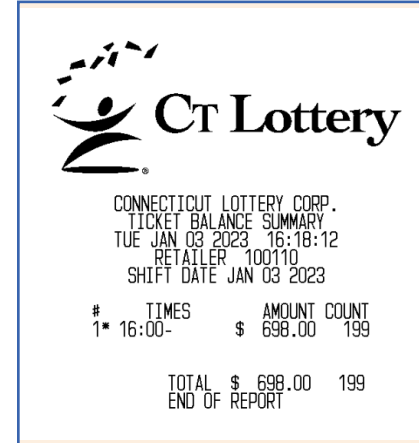 CT Lottery
®
CONNECTICUT LOTTERY CORP.
TICKET BALANCE SUMMARY
TUE JAN 03 2023 16:18:12
RETAILER 100110
SHIFT DATE JAN 03 2023
# TIMES AMOUNT COUNT
1* 16:00- $ 698.00 199
TOTAL $ 698.00 199
END OF REPORT